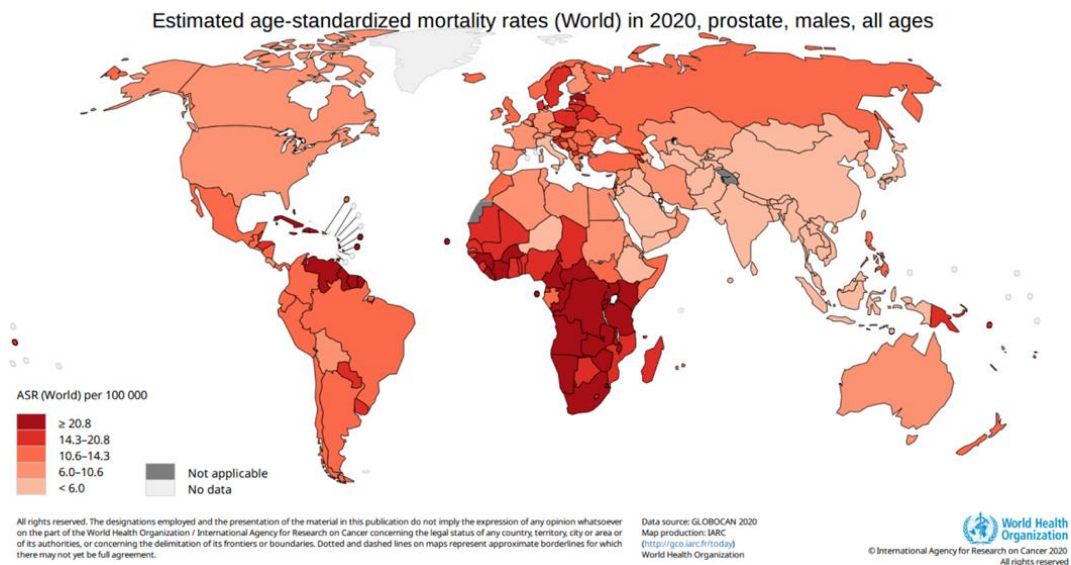 Estimated age-standardized mortality rates (World) in 2020, prostate, males, all ages
ASR (World) per 100 000
≥ 20.8
14.3–20.8
10.6–14.3
6.0–10.6
< 6.0
Not applicable
No data
All rights reserved. The designations employed and the presentation of the material in this publication do not imply the expression of any opinion whatsoever
on the part of the World Health Organization / International Agency for Research on Cancer concerning the legal status of any country, territory, city or area or
of its authorities, or concerning the delimitation of its frontiers or boundaries. Dotted and dashed lines on maps represent approximate borderlines for which
there may not yet be full agreement.
Data source: GLOBOCAN 2020
Map production: IARC
(http://gco.iarc.fr/today)
World Health Organization
World Health
Organization
© International Agency for Research on Cancer 2020
All rights reserved